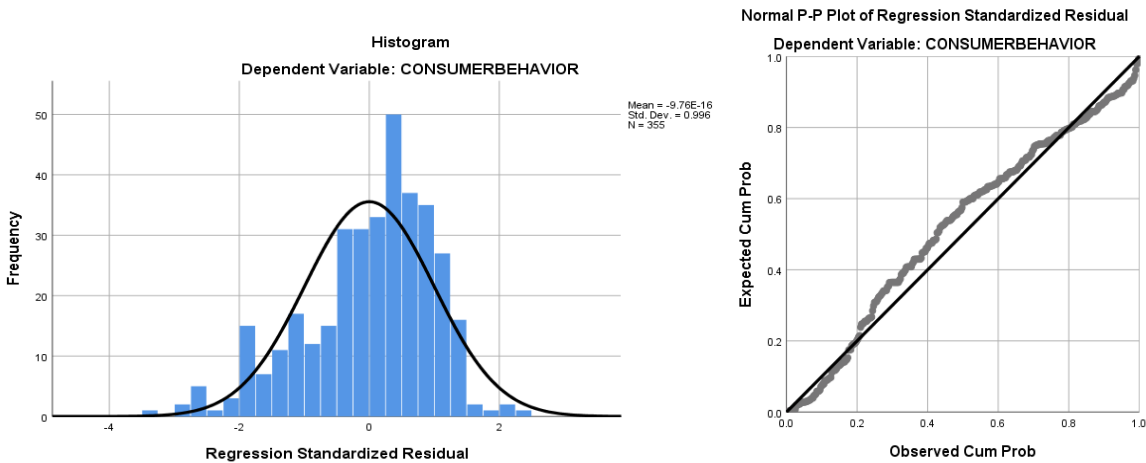 Histogram
Dependent Variable: CONSUMERBEHAVIOR
Mean = -9.76E-16
Std. Dev. = 0.996
N = 355
Frequency
50
40
30
20
10
0
-4
-2
0
2
Regression Standardized Residual
Normal P-P Plot of Regression Standardized Residual
Dependent Variable: CONSUMERBEHAVIOR
Expected Cum Prob
1.0
0.8
0.6
0.4
0.2
0.0
0.0
0.2
0.4
0.6
0.8
1.0
Observed Cum Prob